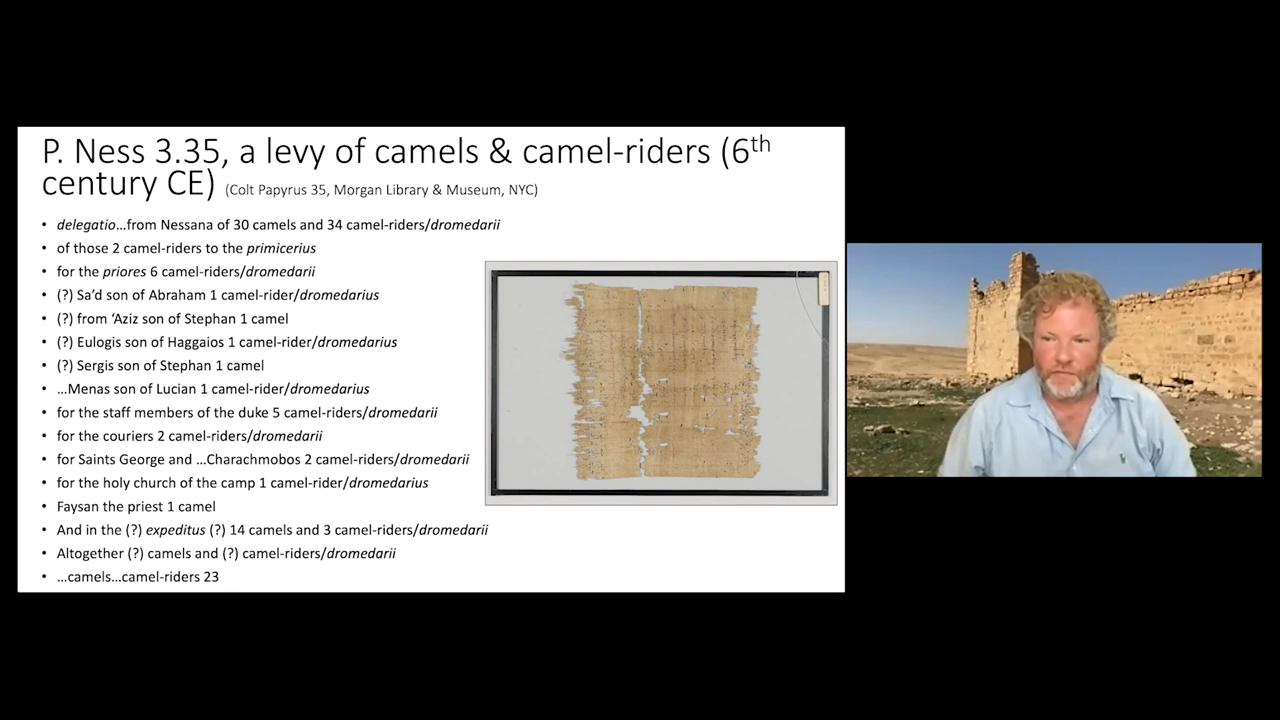 P. Ness 3.35, a levy of camels & camel-riders (6th
century CE) (Colt Papyrus 35, Morgan Library & Museum, NYC)
• delegatio…from Nessana of 30 camels and 34 camel-riders/dromedarii
• of those 2 camel-riders to the primicerius
• for the priores 6 camel-riders/dromedarii
• (?) Sa’d son of Abraham 1 camel-rider/dromedarius
• (?) from ‘Aziz son of Stephan 1 camel
• (?) Eulogis son of Haggaios 1 camel-rider/dromedarius
• (?) Sergis son of Stephan 1 camel
• …Menas son of Lucian 1 camel-rider/dromedarius
• for the staff members of the duke 5 camel-riders/dromedarii
• for the couriers 2 camel-riders/dromedarii
• for Saints George and …Charachmobos 2 camel-riders/dromedarii
• for the holy church of the camp 1 camel-rider/dromedarius
• Faysan the priest 1 camel
• And in the (?) expeditus (?) 14 camels and 3 camel-riders/dromedarii
• Altogether (?) camels and (?) camel-riders/dromedarii
• …camels…camel-riders 23